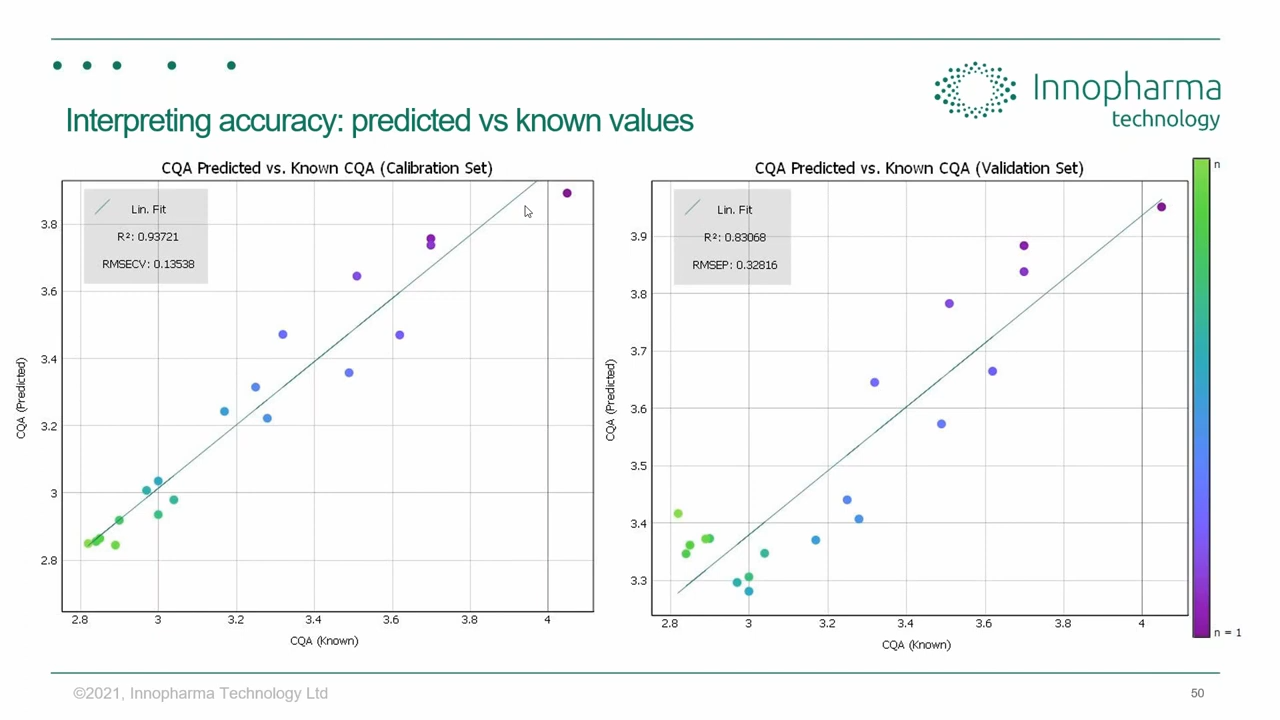 Innopharma
technology
Interpreting accuracy: predicted vs known values
CQA Predicted vs. Known CQA (Calibration Set)
Lin. Fit
R²: 0.93721
RMSECV: 0.13538
CQA (Predicted)
3.8
3.6
3.4
3.2
3
2.8
2.8
3
3.2
3.4
3.6
3.8
4
CQA (Known)
CQA Predicted vs. Known CQA (Validation Set)
Lin. Fit
R²: 0.83068
RMSEP: 0.32816
CQA (Predicted)
3.9
3.8
3.7
3.6
3.5
3.4
3.3
2.8
3
3.2
3.4
3.6
3.8
4
CQA (Known)
n
n = 1
©2021, Innopharma Technology Ltd
50